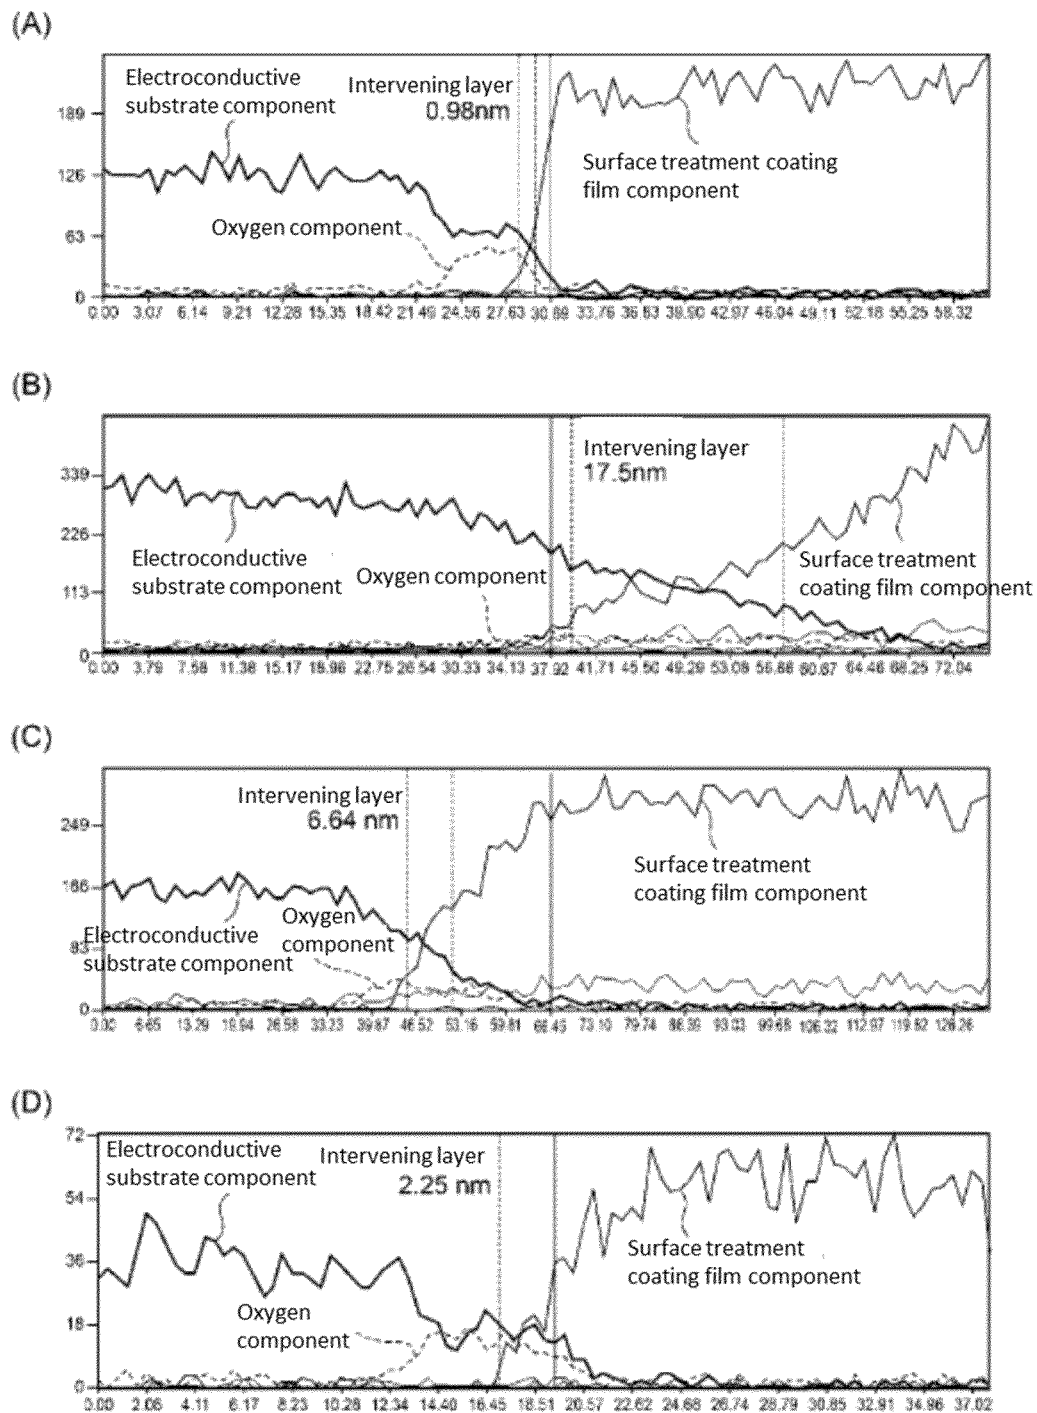 (A)
Electroconductive
substrate component
Intervening layer
0.98nm
189
Surface treatment coating
film component
126
Oxygen component
63
0
0.00 3.07 6.14 9.21 12.28 15.35 18.42 21.49 24.56 27.63 30.69 33.76 36.83 39.90 42.97 46.04 49.11 52.18 55.25 58.32
(B)
Intervening layer
17.5nm
339
226
Electroconductive
substrate component
Oxygen component
Surface treatment
coating film component
113
0
0.00 3.79 7.58 11.38 15.17 18.96 22.75 26.54 30.33 34.13 37.92 41.71 45.50 49.29 53.08 56.88 60.67 64.46 68.25 72.04
(C)
Intervening layer
6.64 nm
249
Surface treatment
coating film component
166
Oxygen
component
Electroconductive
substrate component
83
0
0.00 6.65 13.29 19.94 26.58 33.23 39.87 46.52 53.16 59.81 66.45 73.10 79.74 86.39 93.03 99.68 106.32 112.97 119.62 126.26
(D)
72
Electroconductive
substrate component
Intervening layer
2.25 nm
54
Surface treatment
coating film component
36
Oxygen
component
18
0
0.00 2.06 4.11 6.17 8.23 10.28 12.34 14.40 16.45 18.51 20.57 22.62 24.68 26.74 28.79 30.85 32.91 34.96 37.02